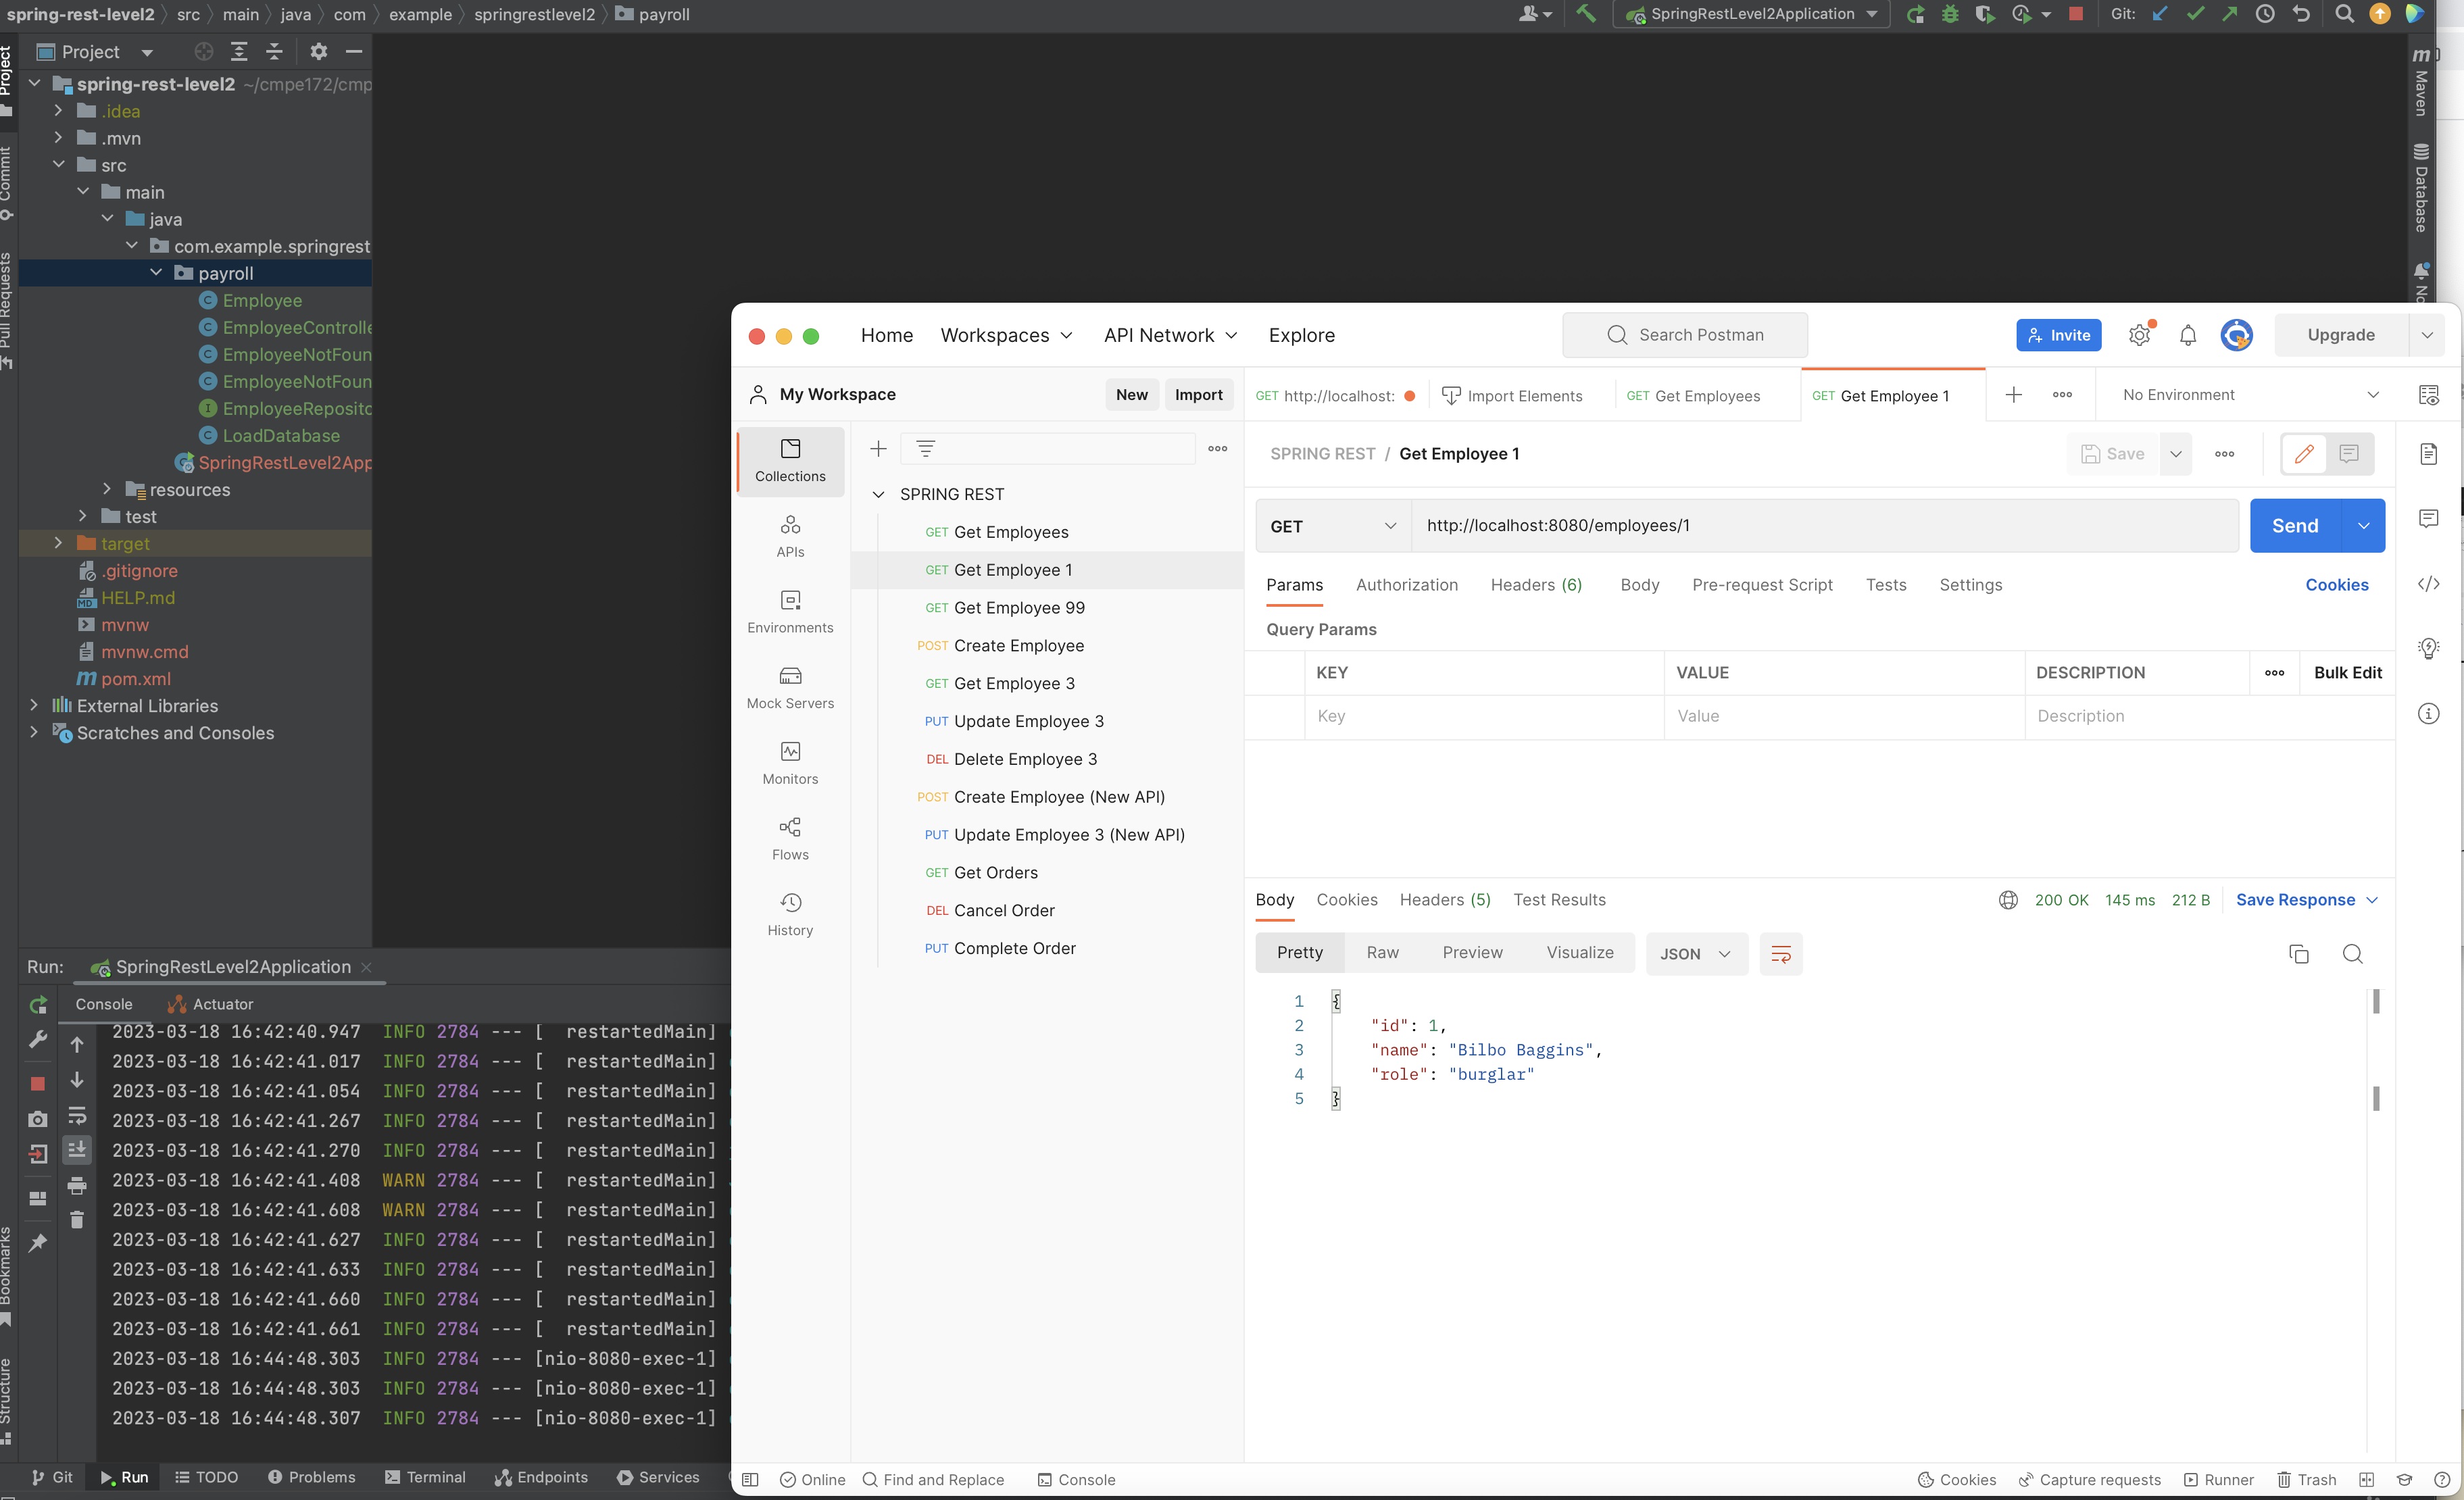 spring-rest-level2 src main java com example springrestlevel2 payroll
SpringRestLevel2Application
Git:
Project
Commit
Pull Requests
Bookmarks
Structure
Project
spring-rest-level2 ~/cmpe172/cmp
.idea
.mvn
src
main
java
com.example.springrest
payroll
Employee
EmployeeControlle
EmployeeNotFoun
EmployeeNotFoun
EmployeeReposito
LoadDatabase
SpringRestLevel2App
resources
test
target
.gitignore
HELP.md
mvnw
mvnw.cmd
pom.xml
External Libraries
Scratches and Consoles
Maven
Database
No
Home Workspaces API Network Explore
Search Postman
Invite
Upgrade
My Workspace
New Import
GET http://localhost:
Import Elements
GET Get Employees
GET Get Employee 1
No Environment
Collections
APIs
Environments
Mock Servers
Monitors
Flows
History
SPRING REST
GET Get Employees
GET Get Employee 1
GET Get Employee 99
POST Create Employee
GET Get Employee 3
PUT Update Employee 3
DEL Delete Employee 3
POST Create Employee (New API)
PUT Update Employee 3 (New API)
GET Get Orders
DEL Cancel Order
PUT Complete Order
SPRING REST / Get Employee 1
Save
GET http://localhost:8080/employees/1
Send
Params Authorization Headers (6) Body Pre-request Script Tests Settings Cookies
Query Params
KEY VALUE DESCRIPTION Bulk Edit
Key Value Description
Body Cookies Headers (5) Test Results
200 OK 145 ms 212 B Save Response
Pretty Raw Preview Visualize JSON
1 {
2 "id": 1,
3 "name": "Bilbo Baggins",
4 "role": "burglar"
5 }
Run: SpringRestLevel2Application
Console Actuator
2023-03-18 16:42:40.947 INFO 2784 --- [ restartedMain]
2023-03-18 16:42:41.017 INFO 2784 --- [ restartedMain]
2023-03-18 16:42:41.054 INFO 2784 --- [ restartedMain]
2023-03-18 16:42:41.267 INFO 2784 --- [ restartedMain]
2023-03-18 16:42:41.270 INFO 2784 --- [ restartedMain]
2023-03-18 16:42:41.408 WARN 2784 --- [ restartedMain]
2023-03-18 16:42:41.608 WARN 2784 --- [ restartedMain]
2023-03-18 16:42:41.627 INFO 2784 --- [ restartedMain]
2023-03-18 16:42:41.633 INFO 2784 --- [ restartedMain]
2023-03-18 16:42:41.660 INFO 2784 --- [ restartedMain]
2023-03-18 16:42:41.661 INFO 2784 --- [ restartedMain]
2023-03-18 16:44:48.303 INFO 2784 --- [nio-8080-exec-1]
2023-03-18 16:44:48.303 INFO 2784 --- [nio-8080-exec-1]
2023-03-18 16:44:48.307 INFO 2784 --- [nio-8080-exec-1]
Git Run TODO Problems Terminal Endpoints Services
Online Find and Replace Console
Cookies Capture requests Runner Trash